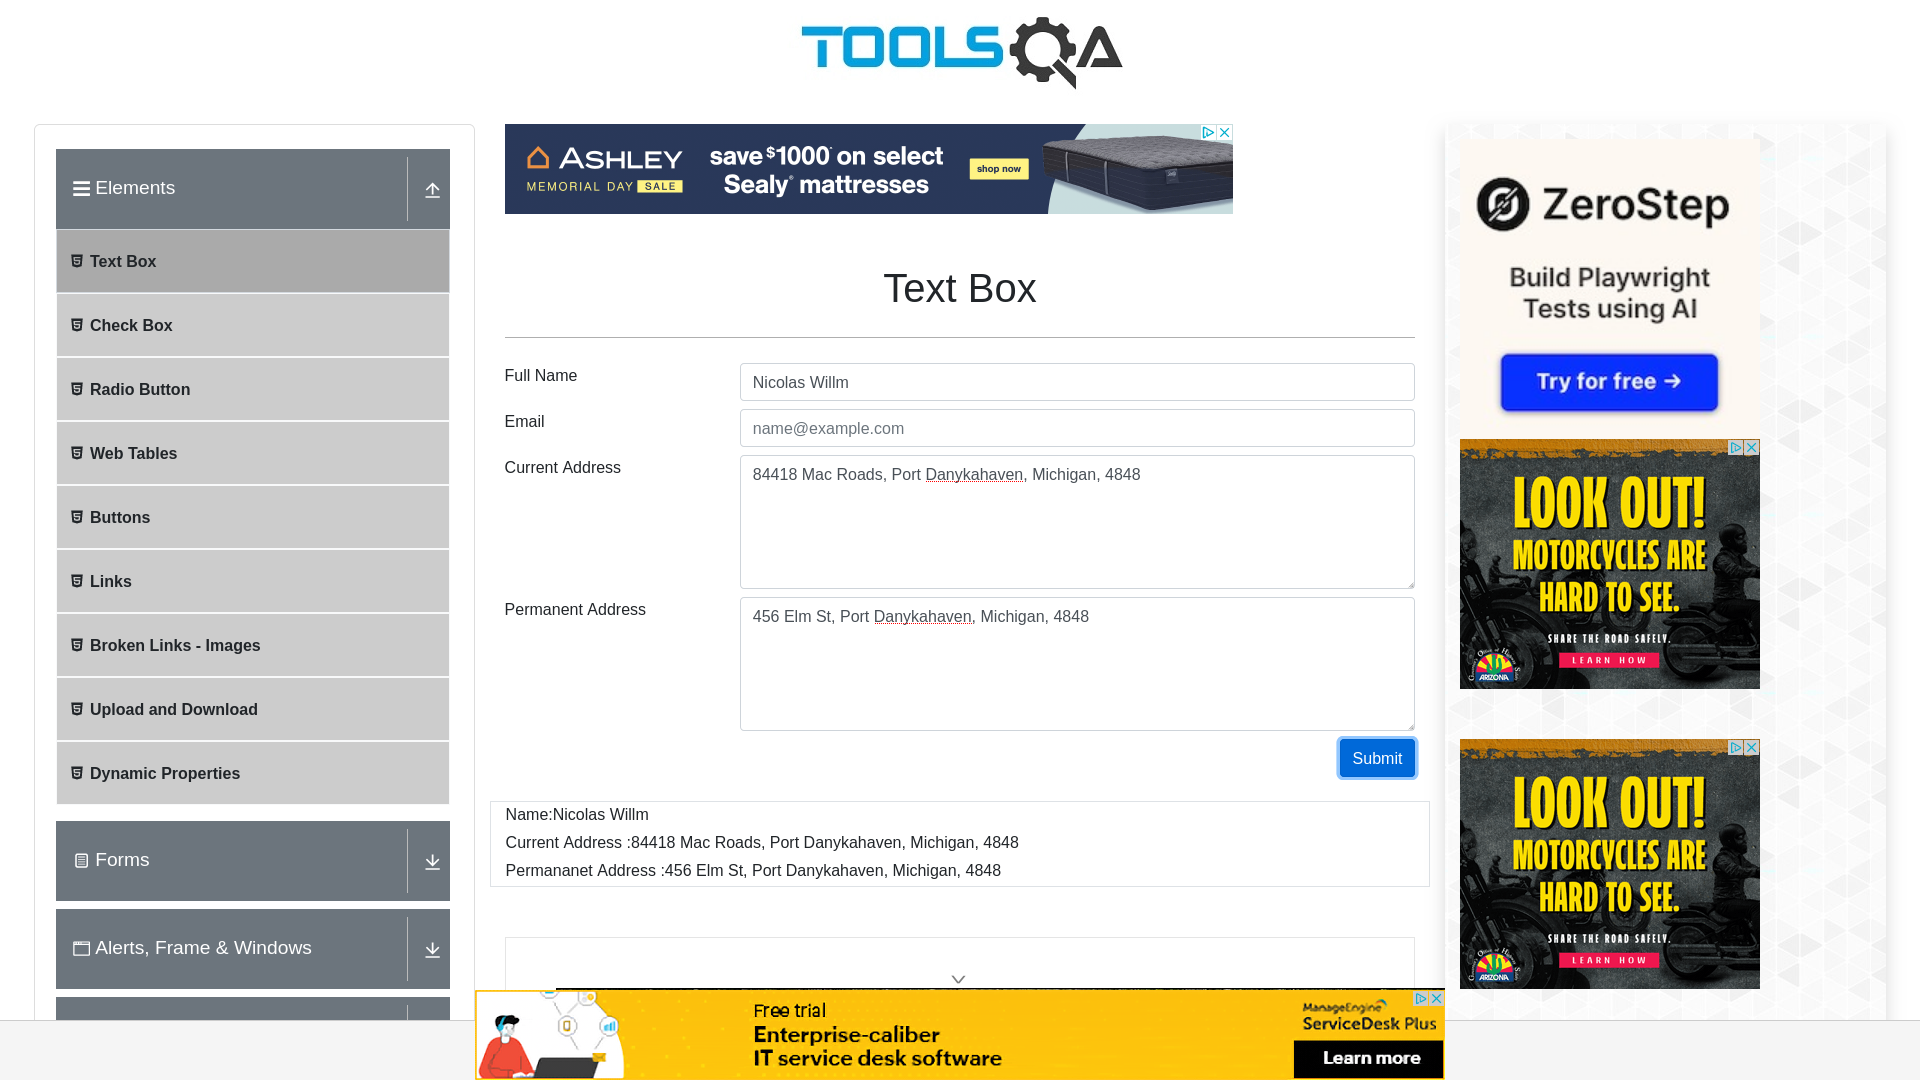 TOOLSQA
Elements
Text Box
Check Box
Radio Button
Web Tables
Buttons
Links
Broken Links - Images
Upload and Download
Dynamic Properties
Forms
Alerts, Frame & Windows
ASHLEY
MEMORIAL DAY SALE
save $1000* on select
Sealy® mattresses
shop now
Text Box
Full Name
Nicolas Willm
Email
name@example.com
Current Address
84418 Mac Roads, Port Danykahaven, Michigan, 4848
Permanent Address
456 Elm St, Port Danykahaven, Michigan, 4848
Submit
Name:Nicolas Willm
Current Address :84418 Mac Roads, Port Danykahaven, Michigan, 4848
Permananet Address :456 Elm St, Port Danykahaven, Michigan, 4848
Free trial
Enterprise-caliber
IT service desk software
ManageEngine
ServiceDesk Plus
Learn more
ZeroStep
Build Playwright
Tests using AI
Try for free →
LOOK OUT!
MOTORCYCLES ARE
HARD TO SEE.
SHARE THE ROAD SAFELY.
LEARN HOW
ARIZONA
LOOK OUT!
MOTORCYCLES ARE
HARD TO SEE.
SHARE THE ROAD SAFELY.
LEARN HOW
ARIZONA